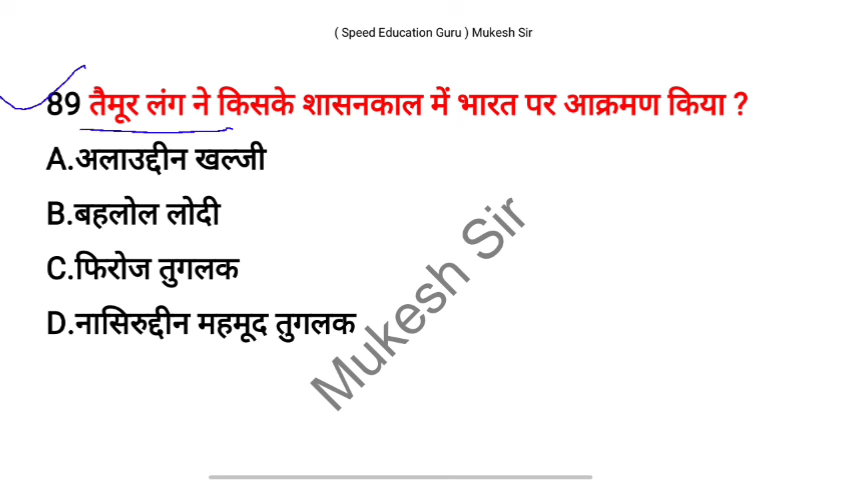 ( Speed Education Guru ) Mukesh Sir
89 तैमूर लंग ने किसके शासनकाल में भारत पर आक्रमण किया ?
A.अलाउद्दीन खल्जी
B.बहलोल लोदी
C.फिरोज तुगलक
D.नासिरुद्दीन महमूद तुगलक
Mukesh Sir